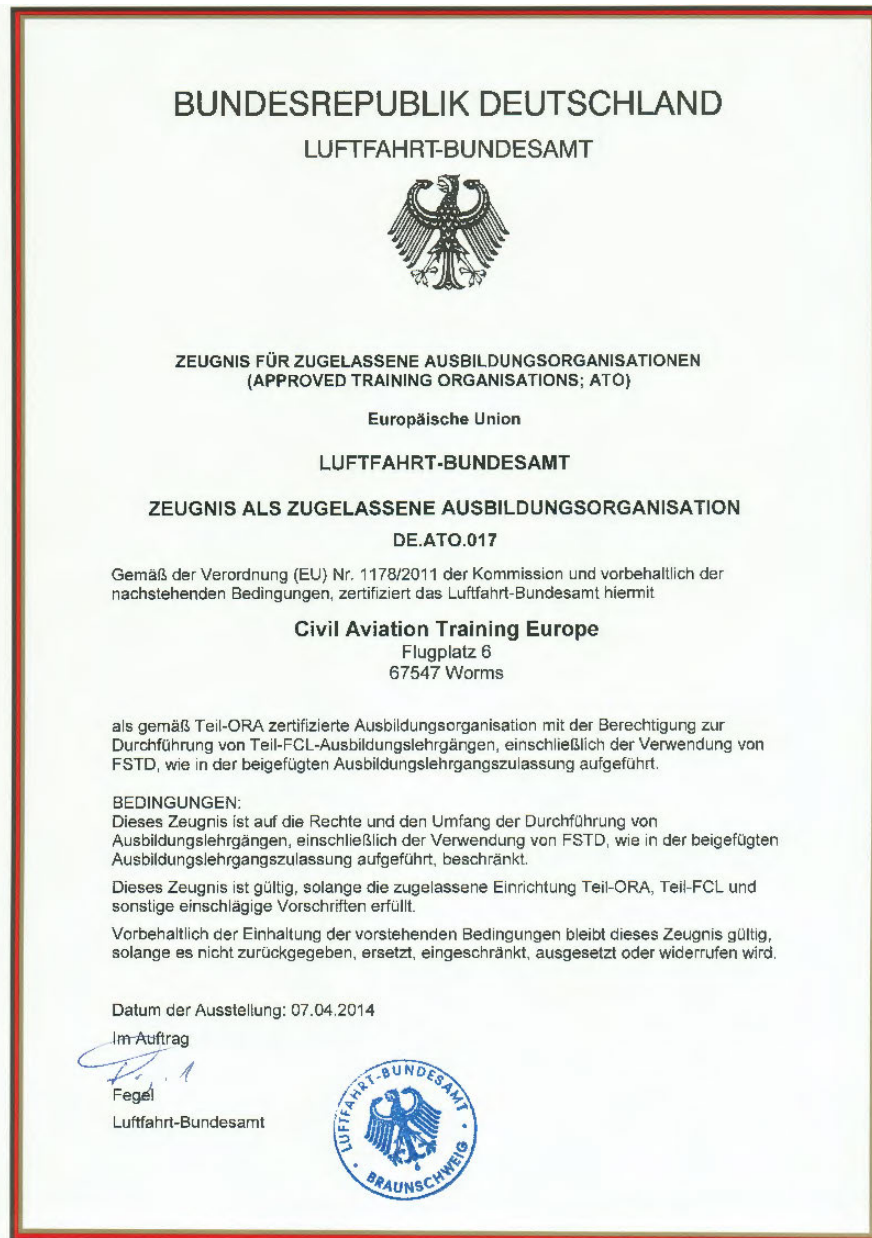 BUNDESREPUBLIK DEUTSCHLAND
LUFTFAHRT-BUNDESAMT
ZEUGNIS FÜR ZUGELASSENE AUSBILDUNGSORGANISATIONEN
(APPROVED TRAINING ORGANISATIONS; ATO)
Europäische Union
LUFTFAHRT-BUNDESAMT
ZEUGNIS ALS ZUGELASSENE AUSBILDUNGSORGANISATION
DE.ATO.017
Gemäß der Verordnung (EU) Nr. 1178/2011 der Kommission und vorbehaltlich der
nachstehenden Bedingungen, zertifiziert das Luftfahrt-Bundesamt hiermit
Civil Aviation Training Europe
Flugplatz 6
67547 Worms
als gemäß Teil-ORA zertifizierte Ausbildungsorganisation mit der Berechtigung zur
Durchführung von Teil-FCL-Ausbildungslehrgängen, einschließlich der Verwendung von
FSTD, wie in der beigefügten Ausbildungslehrgangszulassung aufgeführt.
BEDINGUNGEN:
Dieses Zeugnis ist auf die Rechte und den Umfang der Durchführung von
Ausbildungslehrgängen, einschließlich der Verwendung von FSTD, wie in der beigefügten
Ausbildungslehrgangszulassung aufgeführt, beschränkt.
Dieses Zeugnis ist gültig, solange die zugelassene Einrichtung Teil-ORA, Teil-FCL und
sonstige einschlägige Vorschriften erfüllt.
Vorbehaltlich der Einhaltung der vorstehenden Bedingungen bleibt dieses Zeugnis gültig,
solange es nicht zurückgegeben, ersetzt, eingeschränkt, ausgesetzt oder widerrufen wird.
Datum der Ausstellung: 07.04.2014
Im Auftrag
Fegel
Luftfahrt-Bundesamt
LUFTFAHRT-BUNDESAMT
BRAUNSCHWEIG
6